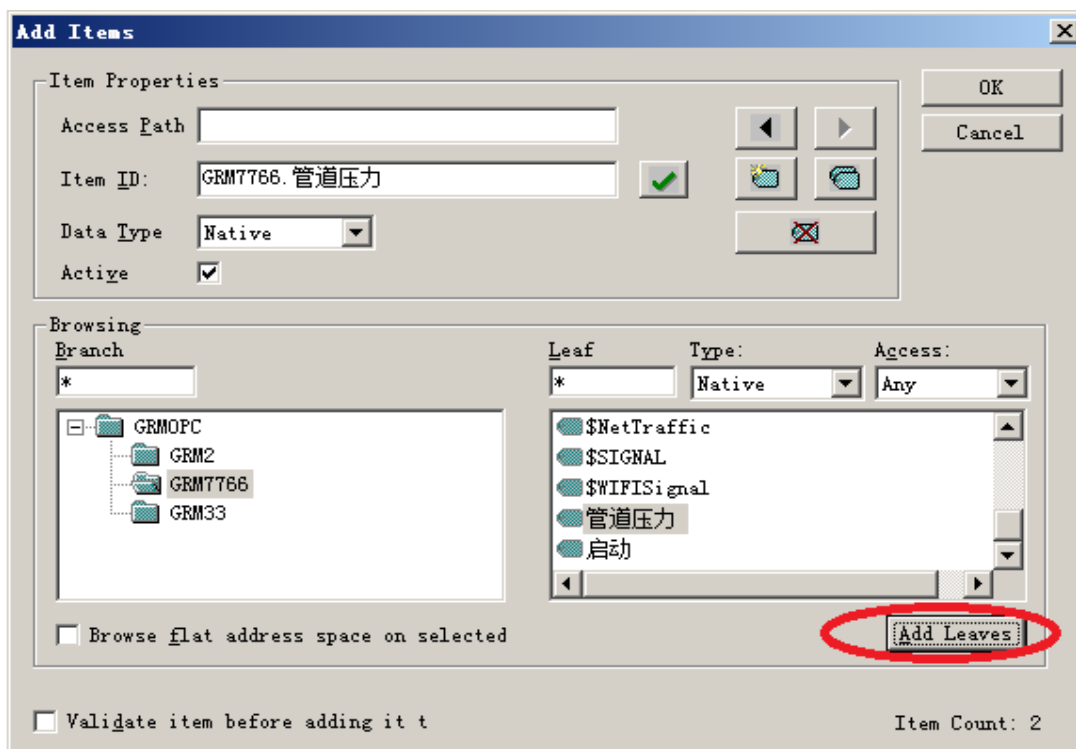 Add Items
Item Properties
OK
Access Path
Cancel
Item ID: GRM7766.管道压力
Data Type Native
Active
Browsing
Branch Leaf Type: Access:
* * Native Any
GRMOPC $NetTraffic
GRM2 $SIGNAL
GRM7766 $WIFISignal
GRM33 管道压力
启动
Browse flat address space on selected Add Leaves
Validate item before adding it t Item Count: 2